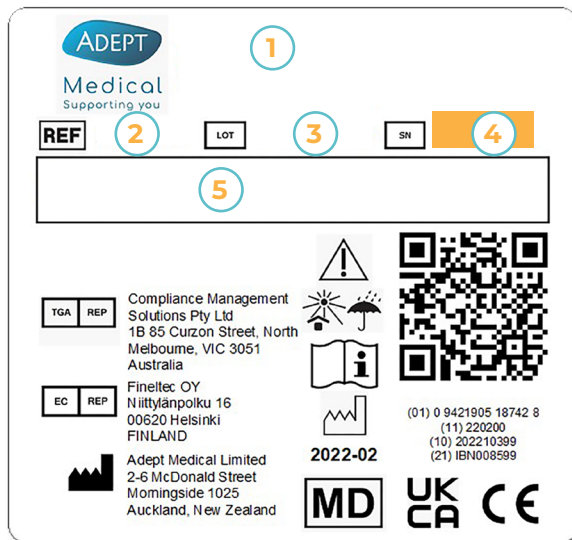 ADEPT
Medical
Supporting you
1
REF 2 LOT 3 SN 4
5
TGA REP
Compliance Management
Solutions Pty Ltd
1B 85 Curzon Street, North
Melbourne, VIC 3051
Australia
EC REP
Fineltec OY
Niittylänpolku 16
00620 Helsinki
FINLAND
Adept Medical Limited
2-6 McDonald Street
Morningside 1025
Auckland, New Zealand
i
2022-02
MD
(01) 0 9421905 18742 8
(11) 220200
(10) 202210399
(21) IBN008599
UK
CA
CE